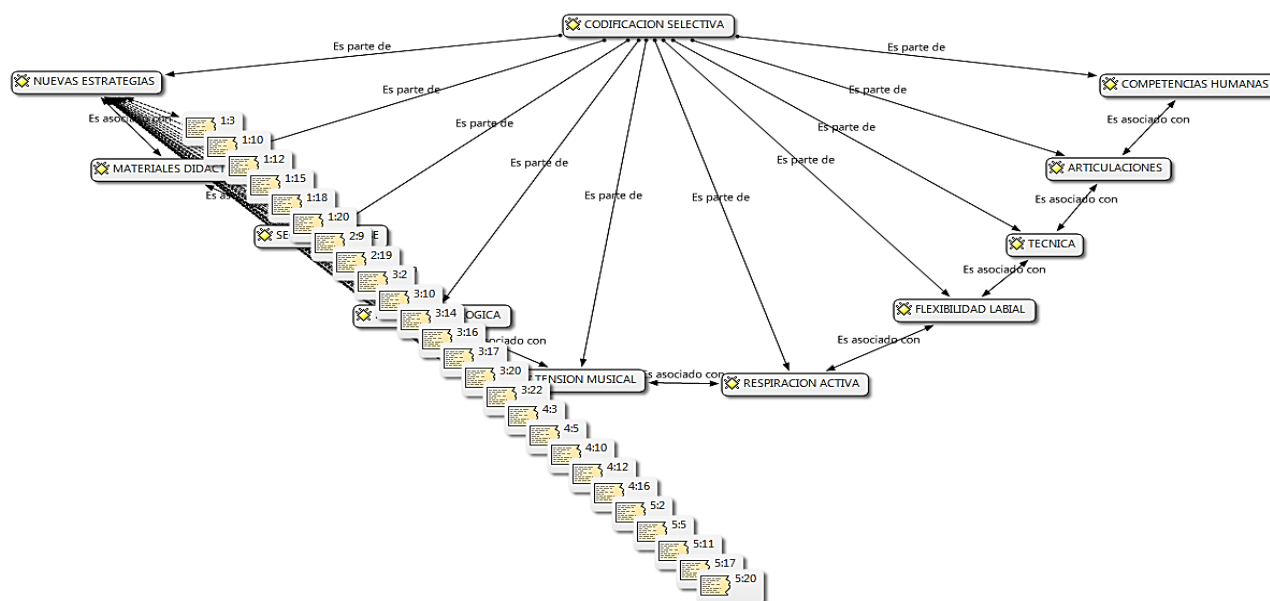 CODIFICACION SELECTIVA
Es parte de
Es parte de
NUEVAS ESTRATEGIAS
COMPETENCIAS HUMANAS
Es parte de
Es parte de
Es asociado con
1:3
Es parte de
Es parte de
Es asociado con
1:10
Es parte de
Es parte de
1:12
MATERIALES
ARTICULACIONES
1:15
Es parte de
Es parte de
1:18
Es asociado con
1:20
2:9
TECNICA
2:19
Es asociado con
3:2
3:10
FLEXIBILIDAD LABIAL
3:14
3:16
Es asociado con
3:17
3:20
Es asociado con
TENSION MUSICAL
RESPIRACION ACTIVA
3:22
4:3
4:5
4:10
4:12
4:16
5:2
5:5
5:11
5:17
5:20